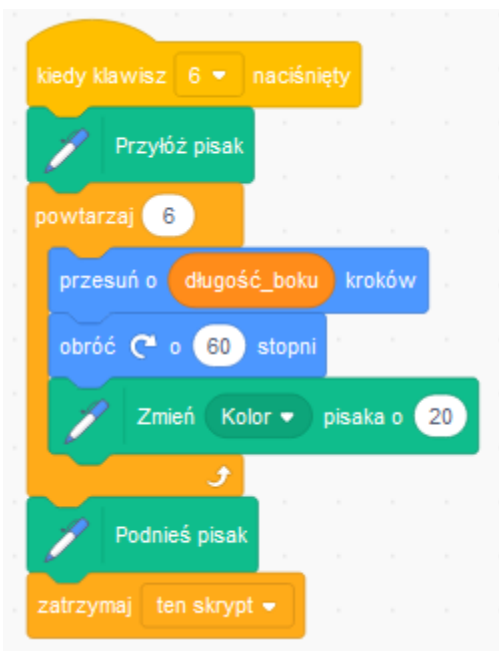 kiedy klawisz 6 naciśnięty
Przyłóż pisak
powtarzaj 6
przesuń o długość_boku kroków
obróć o 60 stopni
Zmień Kolor pisaka o 20
Podnieś pisak
zatrzymaj ten skrypt